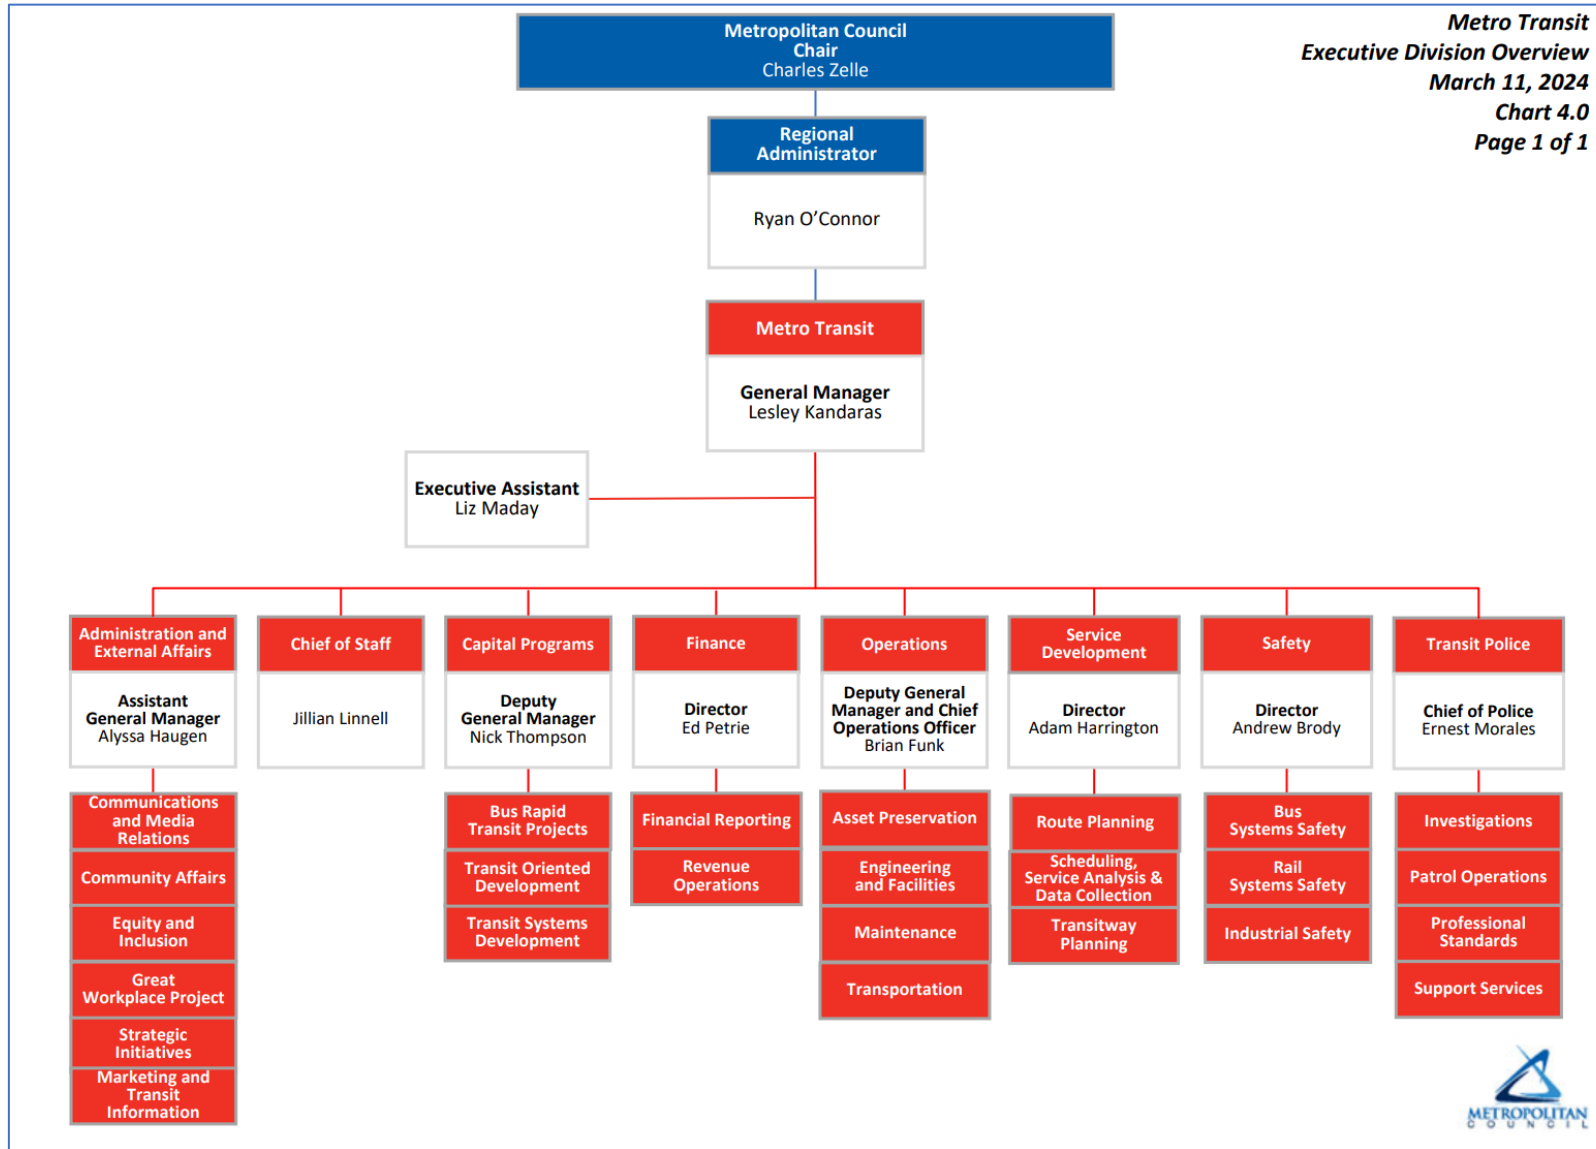 Metro Transit
Executive Division Overview
March 11, 2024
Chart 4.0
Page 1 of 1
Metropolitan Council
Chair
Charles Zelle
Regional
Administrator
Ryan O’Connor
Metro Transit
General Manager
Lesley Kandaras
Executive Assistant
Liz Maday
Administration and
External Affairs
Assistant
General Manager
Alyssa Haugen
Communications
and Media
Relations
Community Affairs
Equity and
Inclusion
Great
Workplace Project
Strategic
Initiatives
Marketing and
Transit
Information
Chief of Staff
Jillian Linnell
Capital Programs
Deputy
General Manager
Nick Thompson
Bus Rapid
Transit Projects
Transit Oriented
Development
Transit Systems
Development
Finance
Director
Ed Petrie
Financial Reporting
Revenue
Operations
Operations
Deputy General
Manager and Chief
Operations Officer
Brian Funk
Asset Preservation
Engineering
and Facilities
Maintenance
Transportation
Service
Development
Director
Adam Harrington
Route Planning
Scheduling,
Service Analysis &
Data Collection
Transitway
Planning
Safety
Director
Andrew Brody
Bus
Systems Safety
Rail
Systems Safety
Industrial Safety
Transit Police
Chief of Police
Ernest Morales
Investigations
Patrol Operations
Professional
Standards
Support Services
METROPOLITAN
COUNCIL